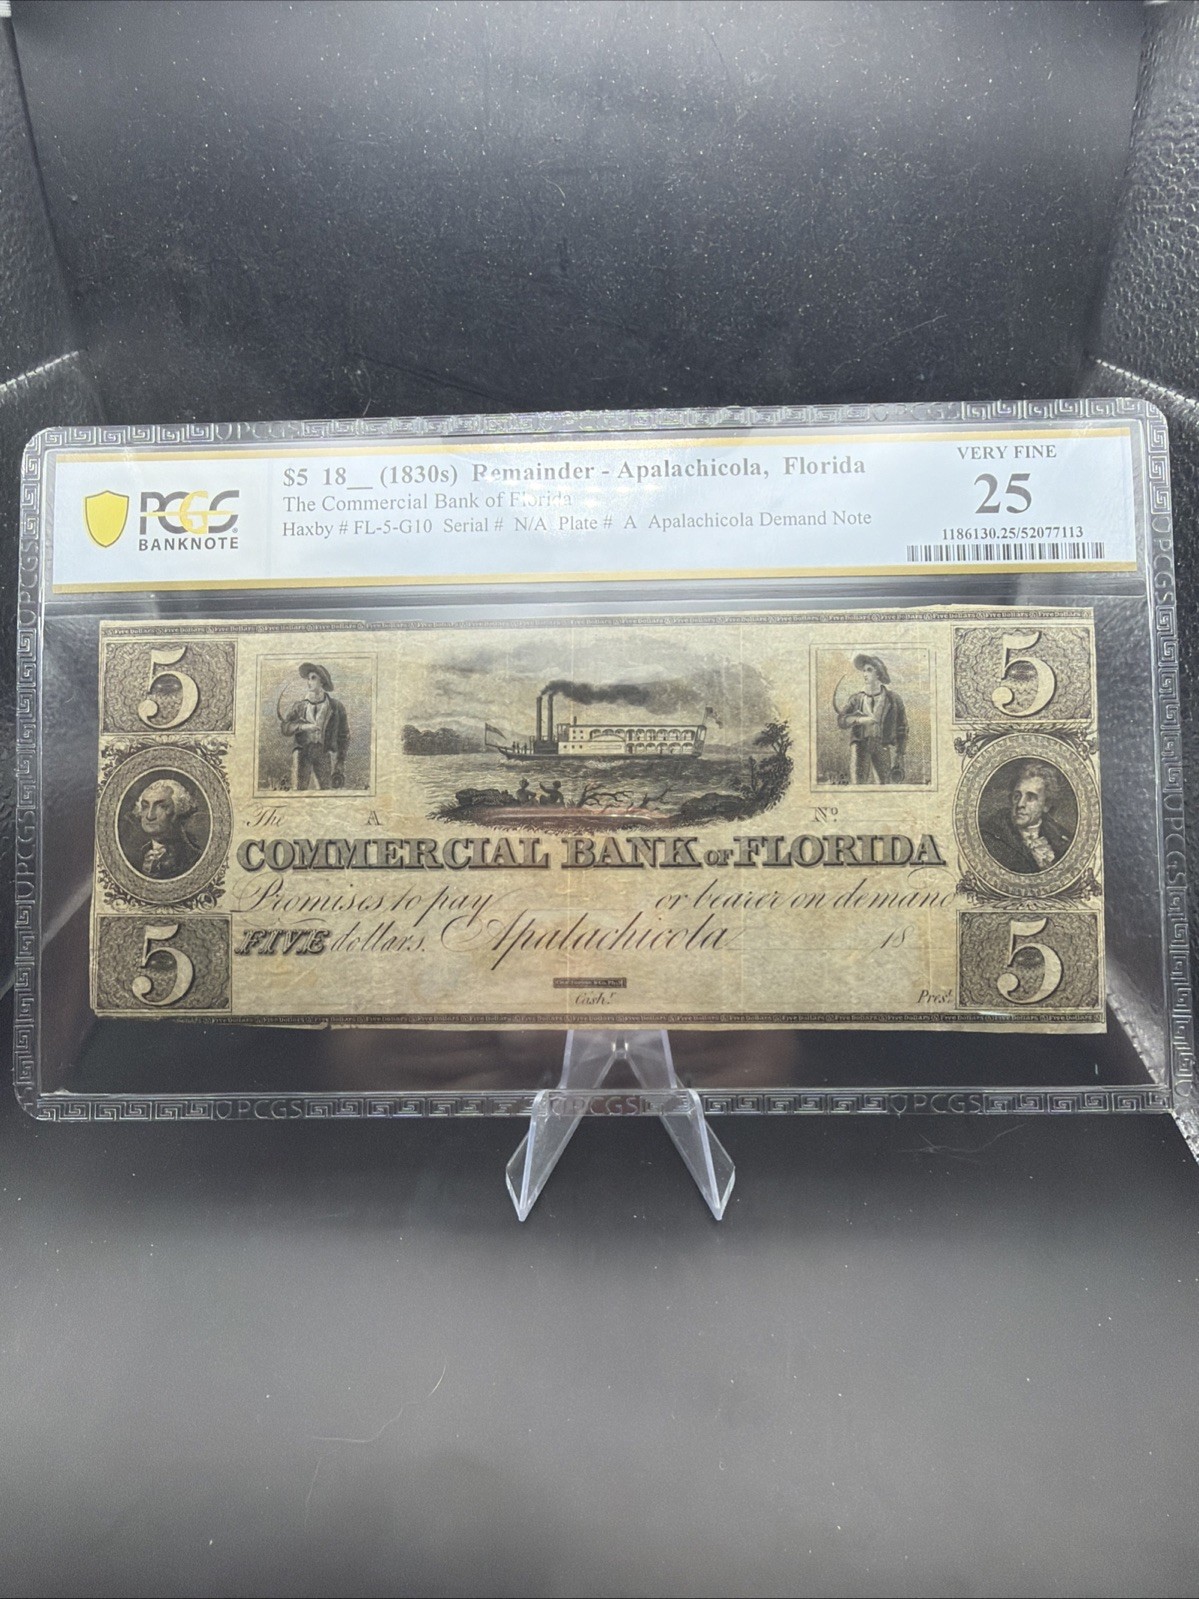 PCGS
BANKNOTE
$5 18__ (1830s) Remainder - Apalachicola, Florida
The Commercial Bank of Florida
Haxby # FL-5-G10 Serial # N/A Plate # A Apalachicola Demand Note
VERY FINE
25
1186130.25/52077113
5
5
The A No
COMMERCIAL BANK OF FLORIDA
Promises to pay or bearer on demand
FIVE dollars. Apalachicola 18
5
5
Cash.r Pres.t